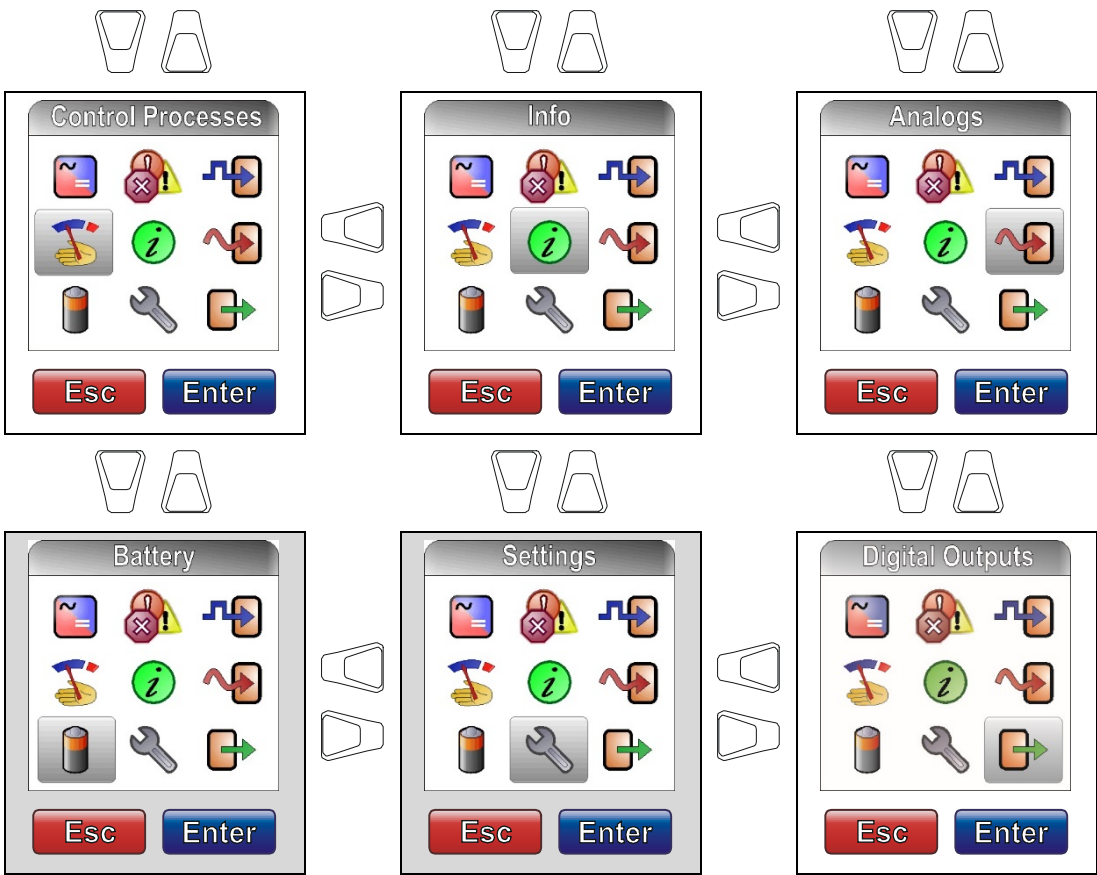 Control Processes
Info
Analogs
Esc Enter
Esc Enter
Esc Enter
Battery
Settings
Digital Outputs
Esc Enter
Esc Enter
Esc Enter